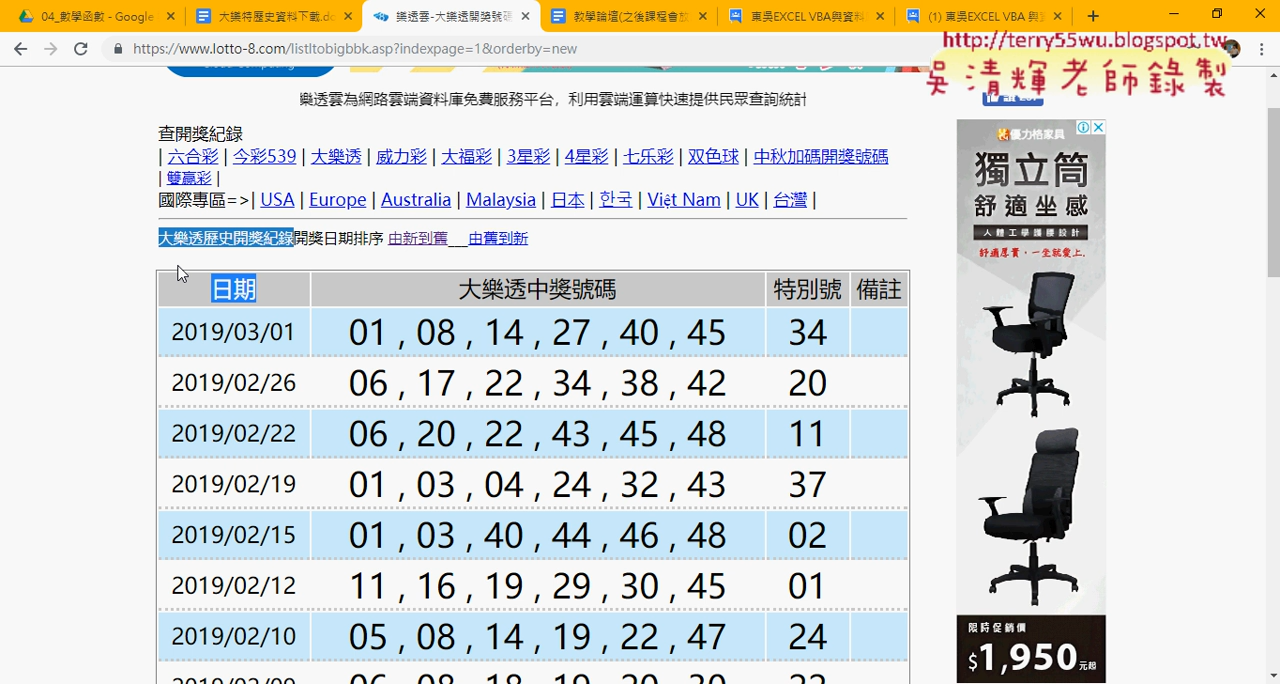 04_數學函數 - Google
大樂特歷史資料下載.dc
樂透雲-大樂透開獎號碼
教學論壇(之後課程會放
東吳EXCEL VBA與資料
(1) 東吳EXCEL VBA 與
https://www.lotto-8.com/listltobigbbk.asp?indexpage=1&orderby=new
http://terry55wu.blogspot.tw
吳清輝老師錄製
樂透雲為網路雲端資料庫免費服務平台，利用雲端運算快速提供民眾查詢統計
查開獎紀錄
| 六合彩 | 今彩539 | 大樂透 | 威力彩 | 大福彩 | 3星彩 | 4星彩 | 七乐彩 | 双色球 | 中秋加碼開獎號碼
| 雙贏彩 |
國際專區=>| USA | Europe | Australia | Malaysia | 日本 | 한국 | Việt Nam | UK | 台灣 |
大樂透歷史開獎紀錄開獎日期排序 由新到舊___由舊到新
日期 大樂透中獎號碼 特別號 備註
2019/03/01 01 , 08 , 14 , 27 , 40 , 45 34
2019/02/26 06 , 17 , 22 , 34 , 38 , 42 20
2019/02/22 06 , 20 , 22 , 43 , 45 , 48 11
2019/02/19 01 , 03 , 04 , 24 , 32 , 43 37
2019/02/15 01 , 03 , 40 , 44 , 46 , 48 02
2019/02/12 11 , 16 , 19 , 29 , 30 , 45 01
2019/02/10 05 , 08 , 14 , 19 , 22 , 47 24
優力格家具
獨立筒
舒適坐感
人體工學護腰設計
舒適厚實，一坐就愛上.
限時促銷價
$1,950元起